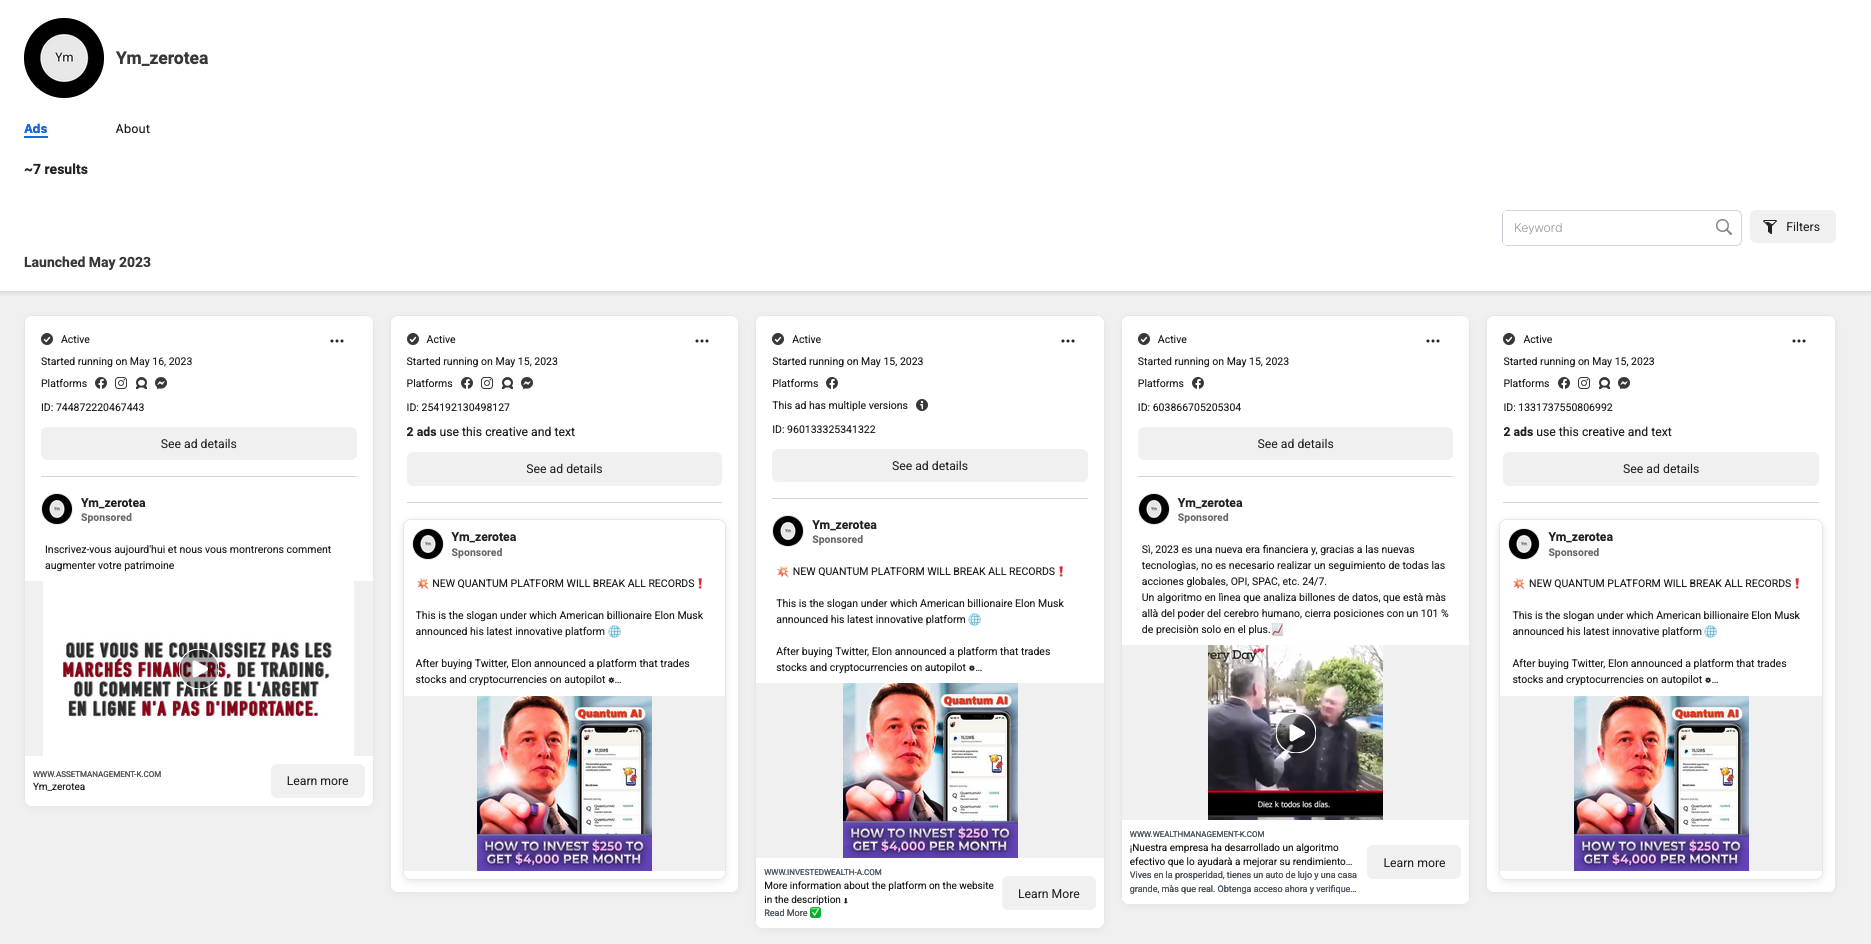 Ym
Ym_zerotea
Ads
About
~7 results
Keyword
Filters
Launched May 2023
Active
Started running on May 16, 2023
Platforms
ID: 744872220467443
See ad details
Ym_zerotea
Sponsored
Inscrivez-vous aujourd'hui et nous vous montrerons comment
augmenter votre patrimoine
QUE VOUS NE CONNAISSIEZ PAS LES
MARCHÉS FINANCIERS, DE TRADING,
OU COMMENT FAIRE DE L'ARGENT
EN LIGNE N'A PAS D'IMPORTANCE.
WWW.ASSETMANAGEMENT-K.COM
Ym_zerotea
Learn more
Active
Started running on May 15, 2023
Platforms
ID: 254192130498127
2 ads use this creative and text
See ad details
Ym_zerotea
Sponsored
💥 NEW QUANTUM PLATFORM WILL BREAK ALL RECORDS❗
This is the slogan under which American billionaire Elon Musk
announced his latest innovative platform 🌐
After buying Twitter, Elon announced a platform that trades
stocks and cryptocurrencies on autopilot ⚙...
Quantum AI
HOW TO INVEST $250 TO
GET $4,000 PER MONTH
Active
Started running on May 15, 2023
Platforms
This ad has multiple versions
ID: 960133325341322
See ad details
Ym_zerotea
Sponsored
💥 NEW QUANTUM PLATFORM WILL BREAK ALL RECORDS❗
This is the slogan under which American billionaire Elon Musk
announced his latest innovative platform 🌐
After buying Twitter, Elon announced a platform that trades
stocks and cryptocurrencies on autopilot ⚙...
Quantum AI
HOW TO INVEST $250 TO
GET $4,000 PER MONTH
WWW.INVESTEDWEALTH-A.COM
More information about the platform on the website
in the description ⬇
Read More ✅
Learn More
Active
Started running on May 15, 2023
Platforms
ID: 603866705205304
See ad details
Ym_zerotea
Sponsored
Sì, 2023 es una nueva era financiera y, gracias a las nuevas
tecnologìas, no es necesario realizar un seguimiento de todas las
acciones globales, OPI, SPAC, etc. 24/7.
Un algoritmo en lìnea que analiza billones de datos, que està màs
allà del poder del cerebro humano, cierra posiciones con un 101 %
de precisiòn solo en el plus.📈
very Day
Diez k todos los días.
WWW.WEALTHMANAGEMENT-K.COM
¡Nuestra empresa ha desarrollado un algoritmo
efectivo que lo ayudarà a mejorar su rendimiento...
Vives en la prosperidad, tienes un auto de lujo y una casa
grande, màs que real. Obtenga acceso ahora y verifique...
Learn more
Active
Started running on May 15, 2023
Platforms
ID: 1331737550806992
2 ads use this creative and text
See ad details
Ym_zerotea
Sponsored
💥 NEW QUANTUM PLATFORM WILL BREAK ALL RECORDS❗
This is the slogan under which American billionaire Elon Musk
announced his latest innovative platform 🌐
After buying Twitter, Elon announced a platform that trades
stocks and cryptocurrencies on autopilot ⚙...
Quantum AI
HOW TO INVEST $250 TO
GET $4,000 PER MONTH